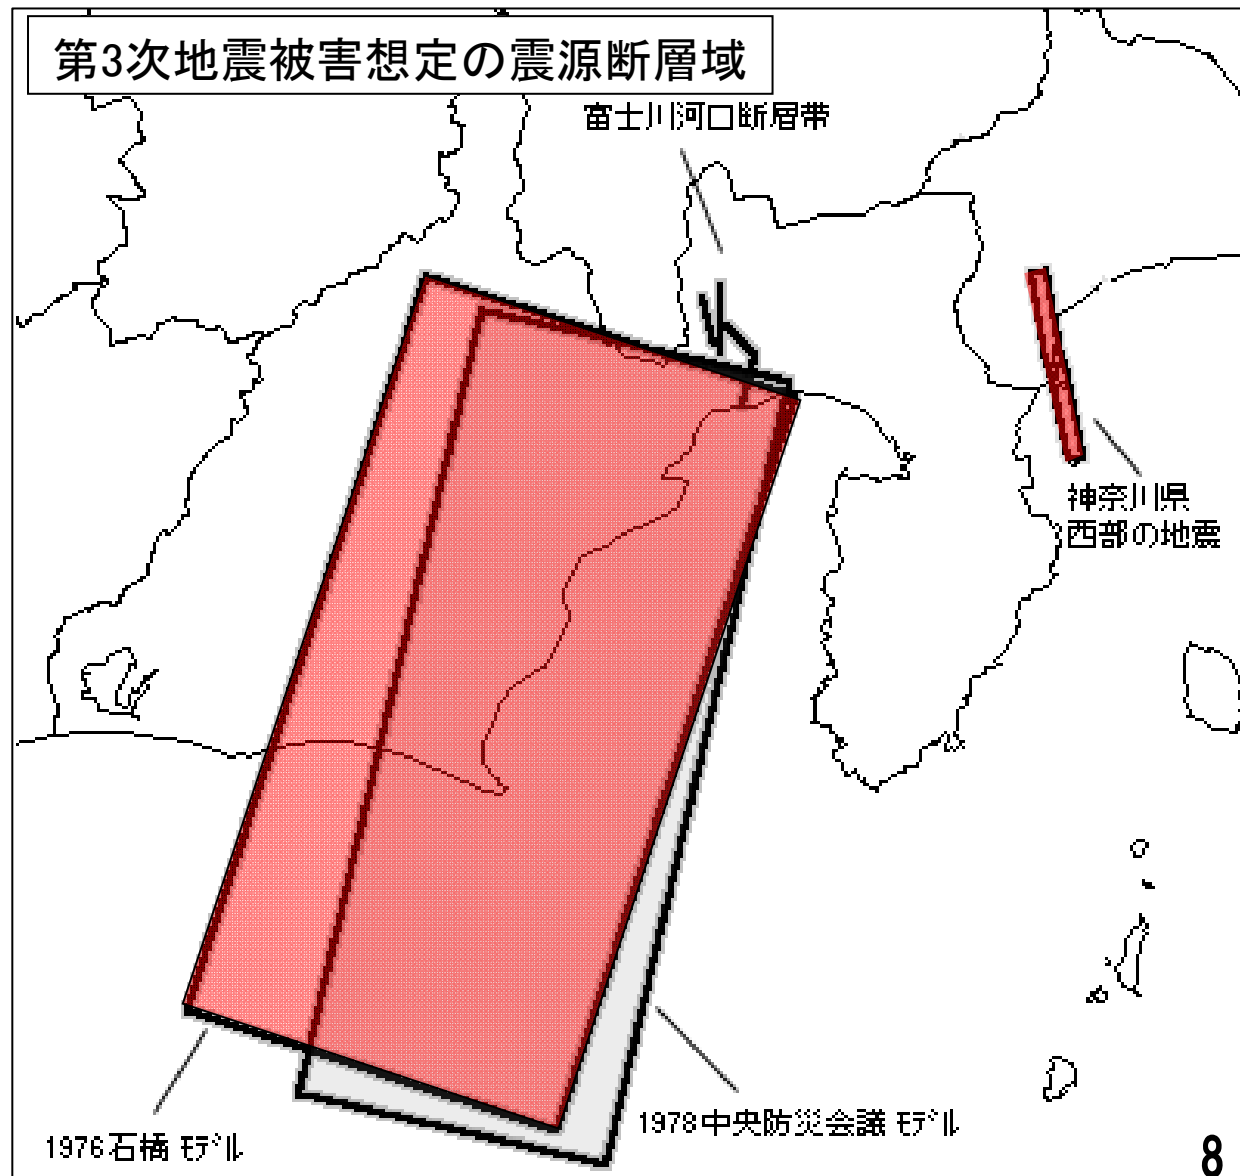 第3次地震被害想定の震源断層域
富士川河口断層帯
神奈川県
西部の地震
1976石橋 ﾓﾃﾞﾙ
1978中央防災会議 ﾓﾃﾞﾙ
8